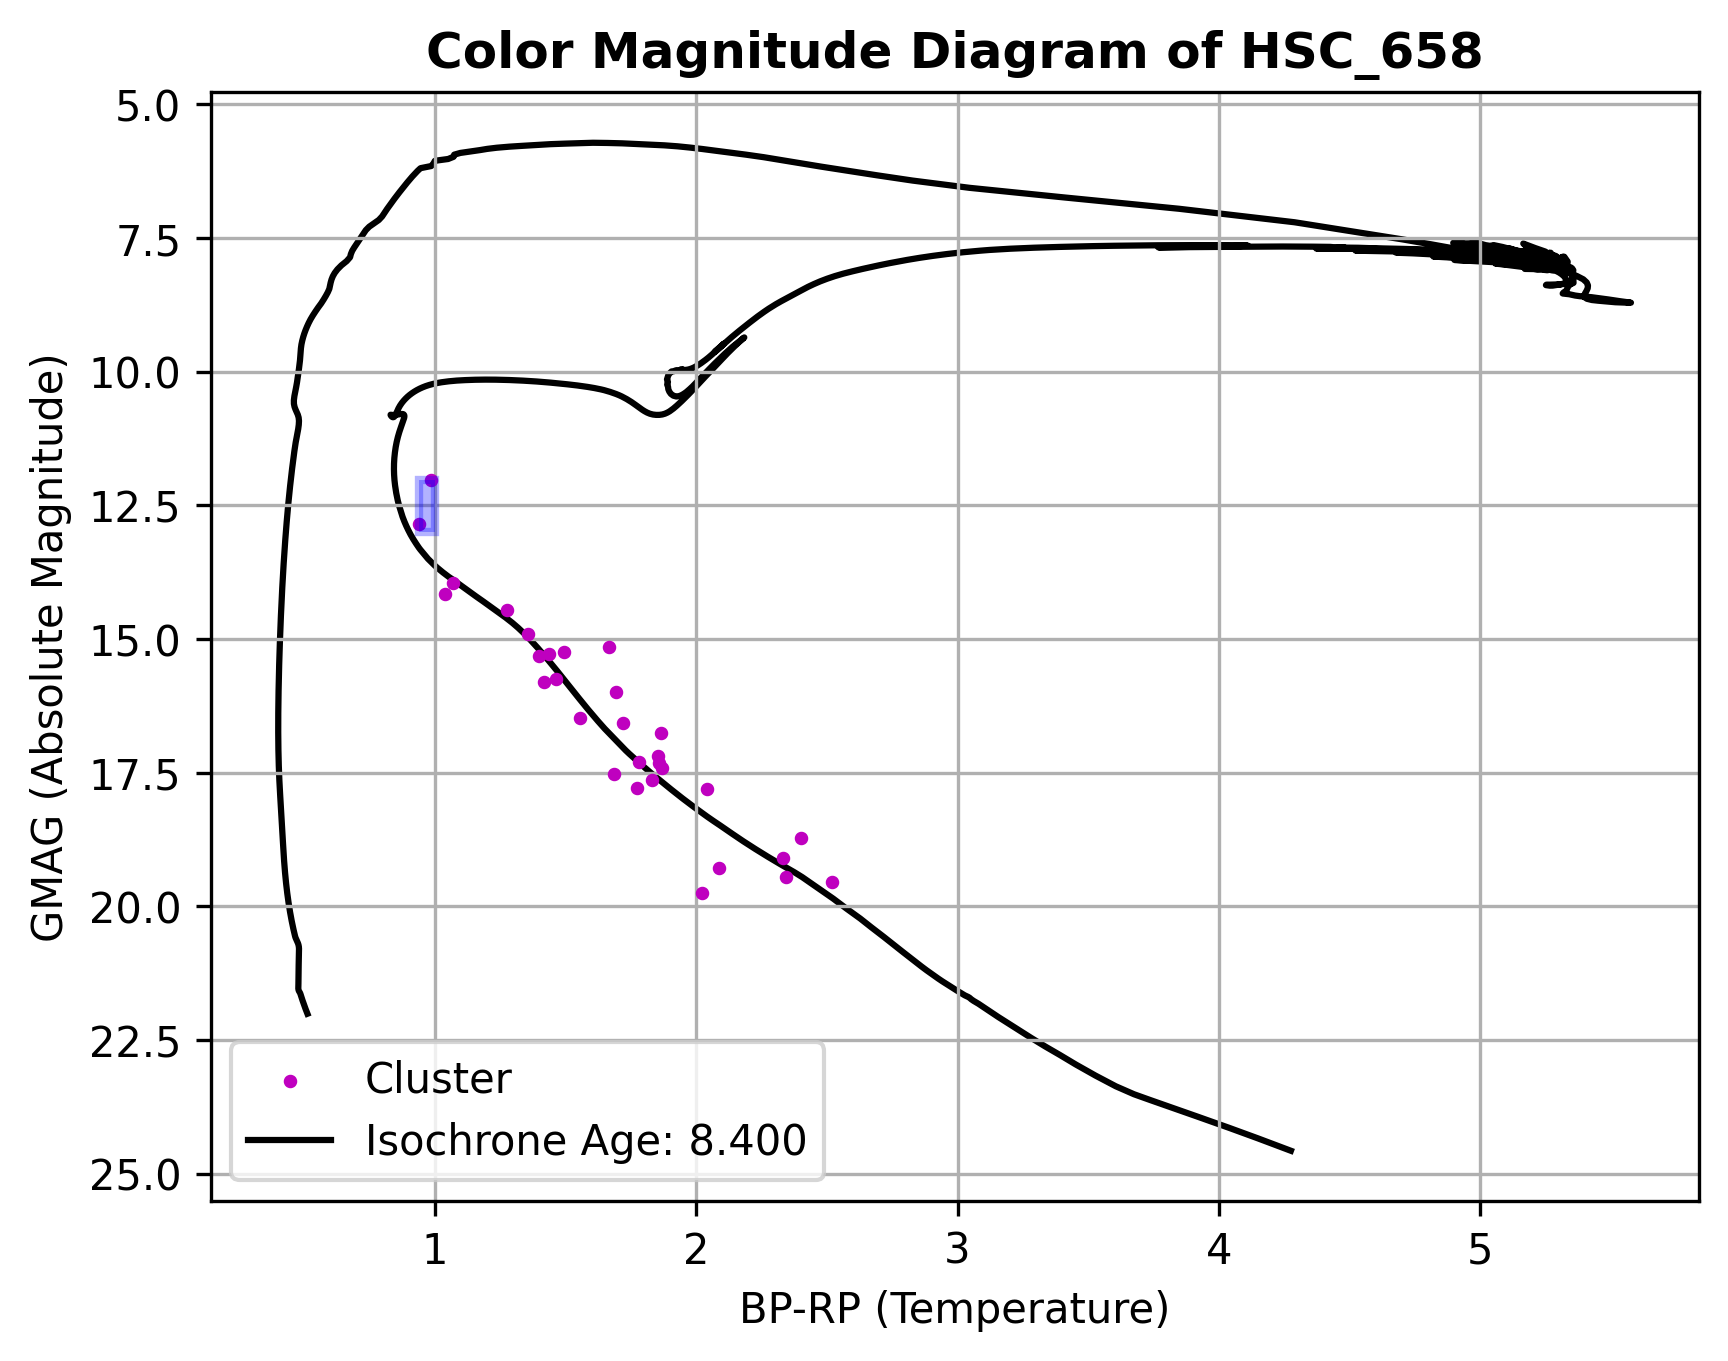 Color Magnitude Diagram of HSC_658
GMAG (Absolute Magnitude)
5.0
7.5
10.0
12.5
15.0
17.5
20.0
22.5
25.0
Cluster
Isochrone Age: 8.400
1 2 3 4 5
BP-RP (Temperature)